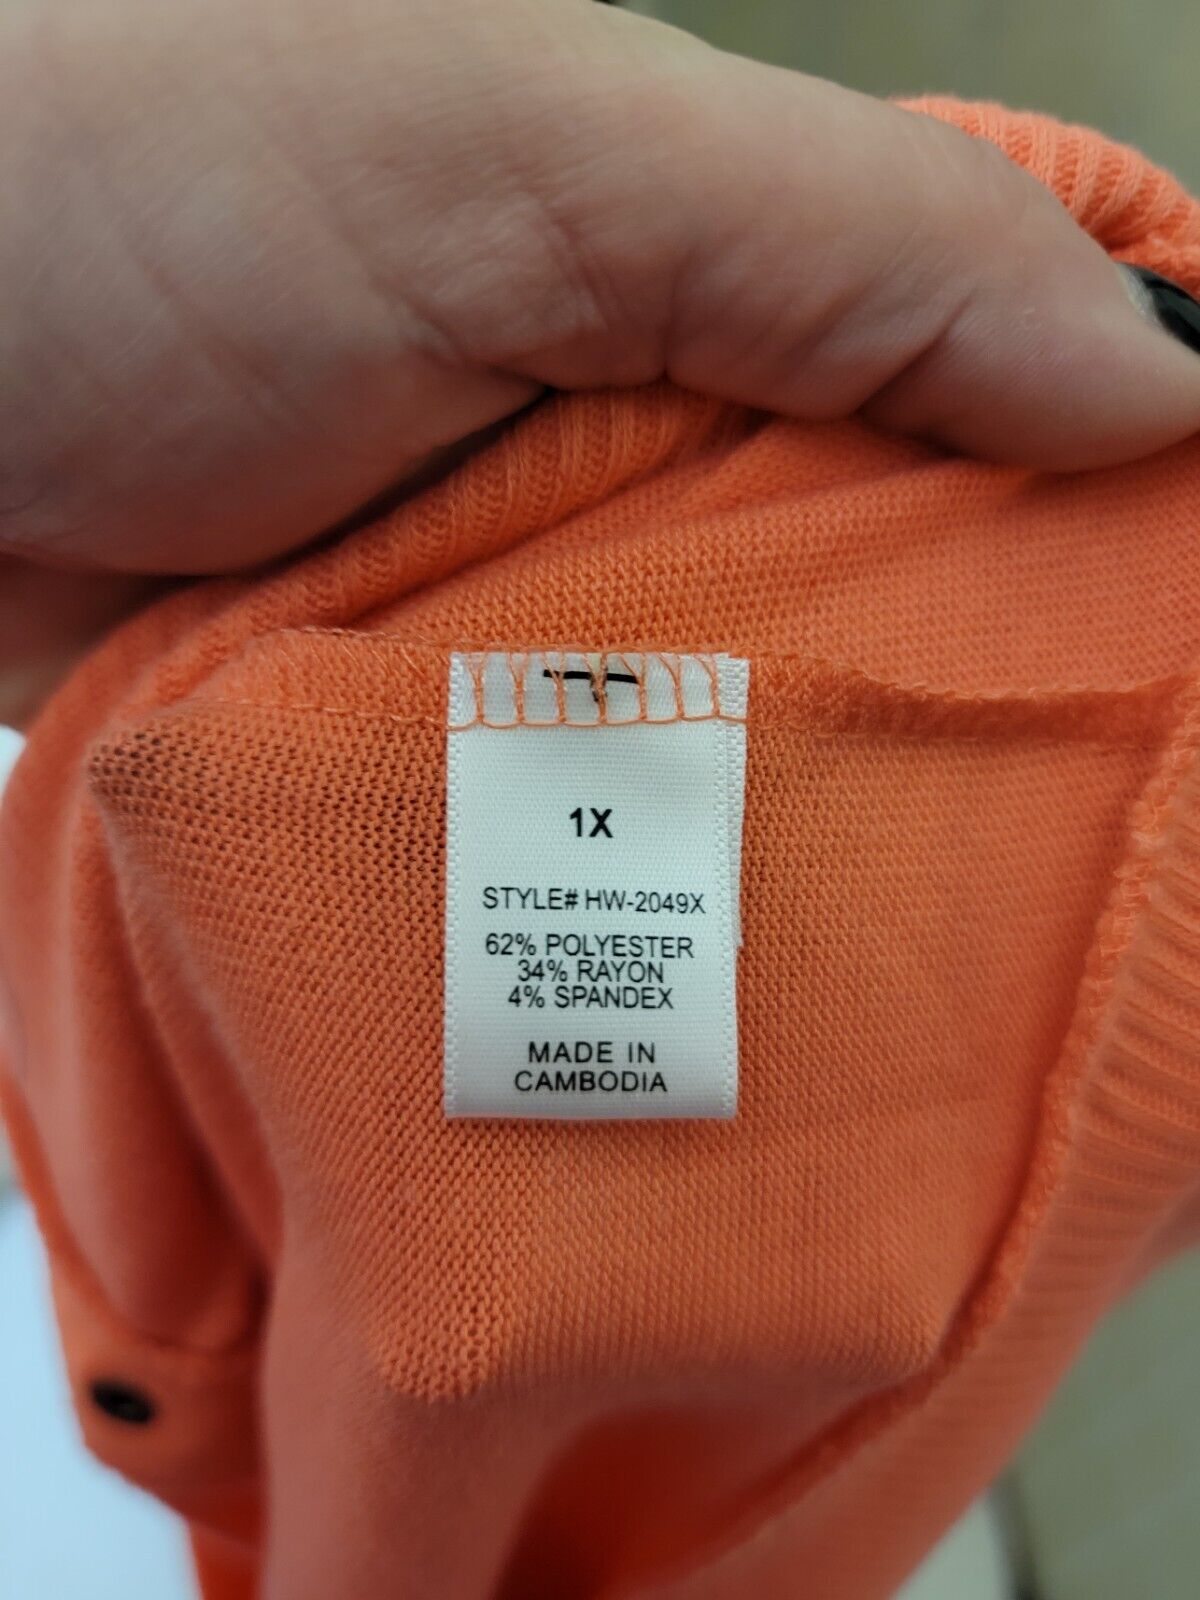 1X
STYLE# HW-2049X
62% POLYESTER
34% RAYON
4% SPANDEX
MADE IN
CAMBODIA